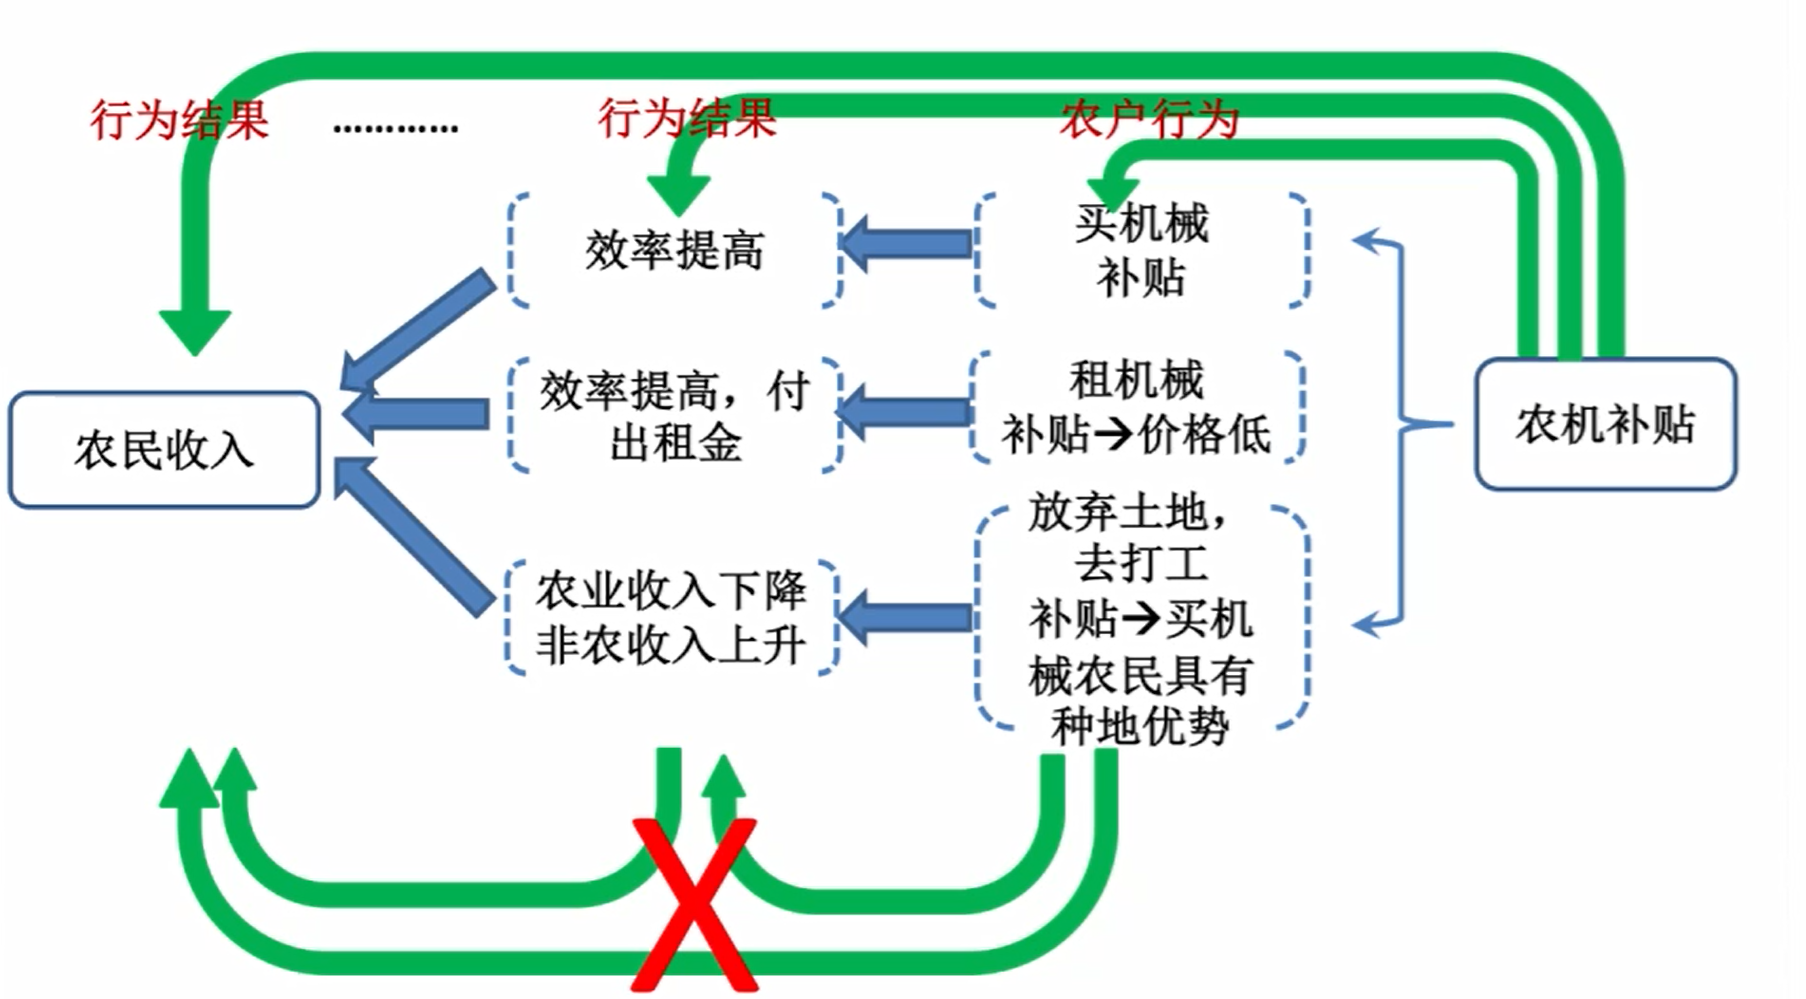 行为结果 ............ 行为结果 农户行为
效率提高
买机械
补贴
效率提高，付
出租金
租机械
补贴→价格低
农民收入
农机补贴
农业收入下降
非农收入上升
放弃土地，
去打工
补贴→买机
械农民具有
种地优势